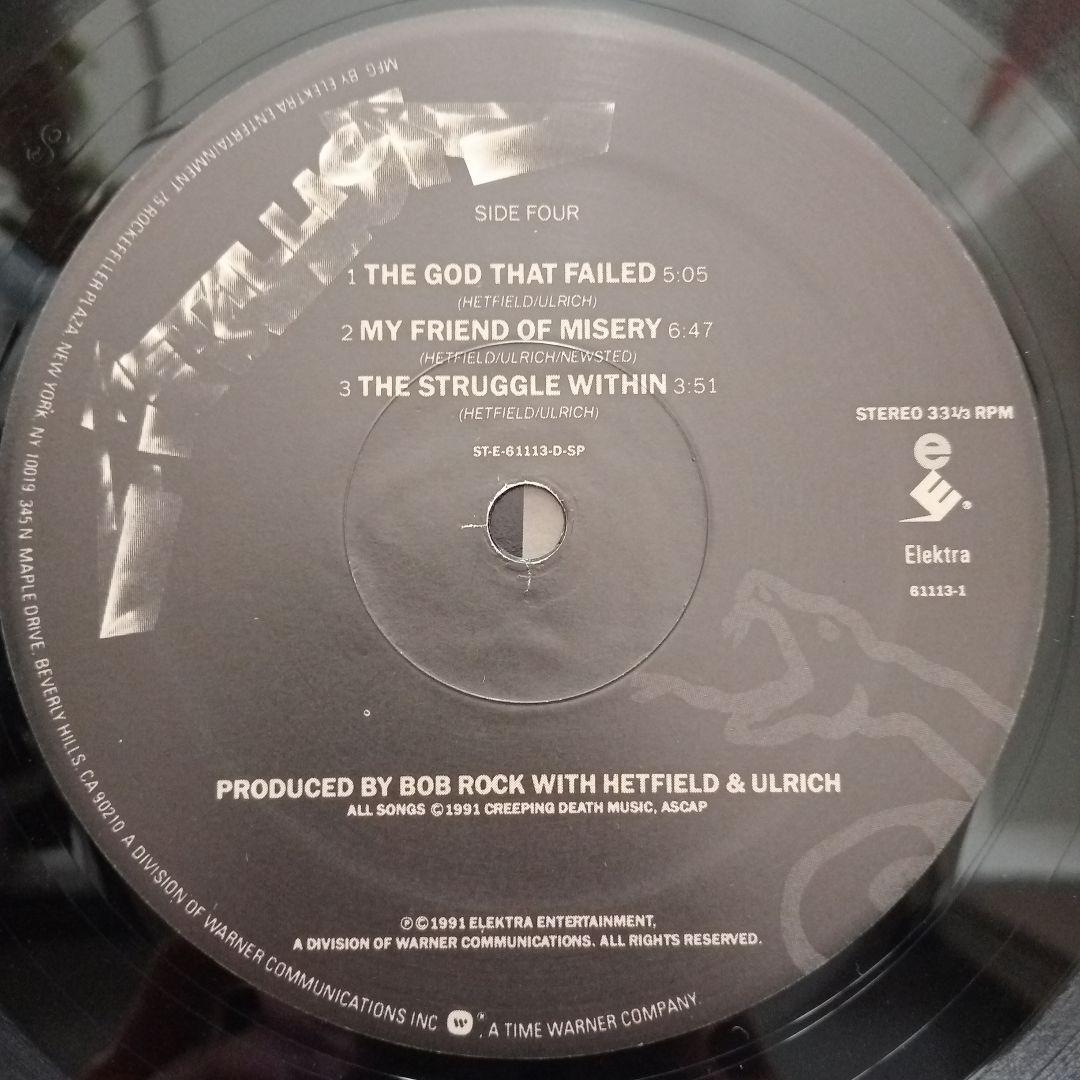 METALLICA
SIDE FOUR
1 THE GOD THAT FAILED 5:05
(HETFIELD/ULRICH)
2 MY FRIEND OF MISERY 6:47
(HETFIELD/ULRICH/NEWSTED)
3 THE STRUGGLE WITHIN 3:51
(HETFIELD/ULRICH)
ST-E-61113-D-SP
STEREO 33⅓ RPM
e
®
Elektra
61113-1
PRODUCED BY BOB ROCK WITH HETFIELD & ULRICH
ALL SONGS ©1991 CREEPING DEATH MUSIC, ASCAP
℗©1991 ELEKTRA ENTERTAINMENT,
A DIVISION OF WARNER COMMUNICATIONS. ALL RIGHTS RESERVED.
MFG. BY ELEKTRA ENTERTAINMENT 75 ROCKEFELLER PLAZA, NEW YORK, NY 10019 345 N MAPLE DRIVE, BEVERLY HILLS, CA 90210 A DIVISION OF WARNER COMMUNICATIONS INC , A TIME WARNER COMPANY.